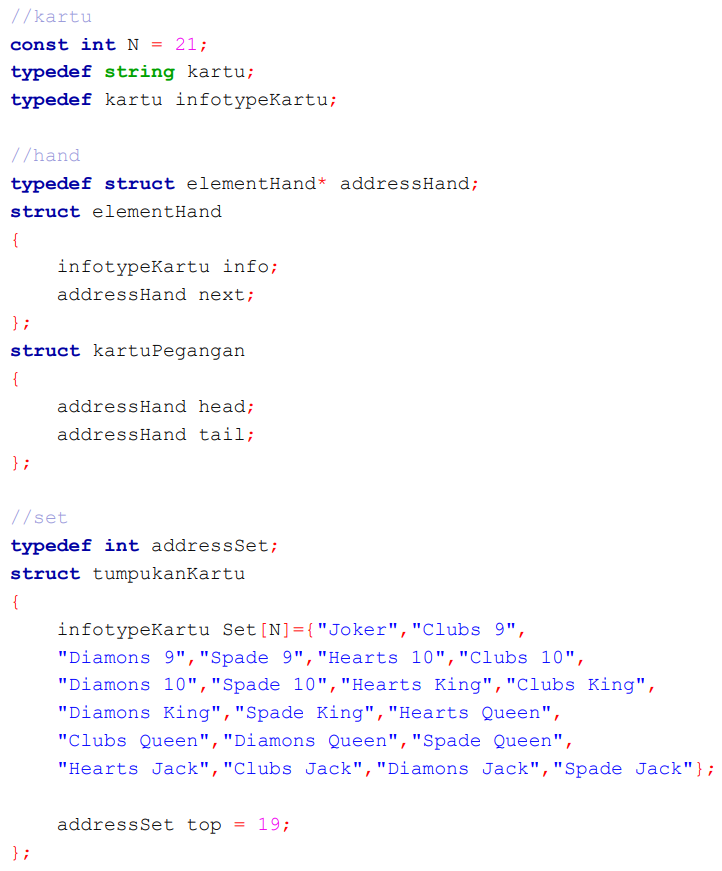 //kartu
const int N = 21;
typedef string kartu;
typedef kartu infotypeKartu;

//hand
typedef struct elementHand* addressHand;
struct elementHand
{
    infotypeKartu info;
    addressHand next;
};
struct kartuPegangan
{
    addressHand head;
    addressHand tail;
};

//set
typedef int addressSet;
struct tumpukanKartu
{
    infotypeKartu Set[N]={"Joker","Clubs 9",
    "Diamons 9","Spade 9","Hearts 10","Clubs 10",
    "Diamons 10","Spade 10","Hearts King","Clubs King",
    "Diamons King","Spade King","Hearts Queen",
    "Clubs Queen","Diamons Queen","Spade Queen",
    "Hearts Jack","Clubs Jack","Diamons Jack","Spade Jack"};

    addressSet top = 19;
};